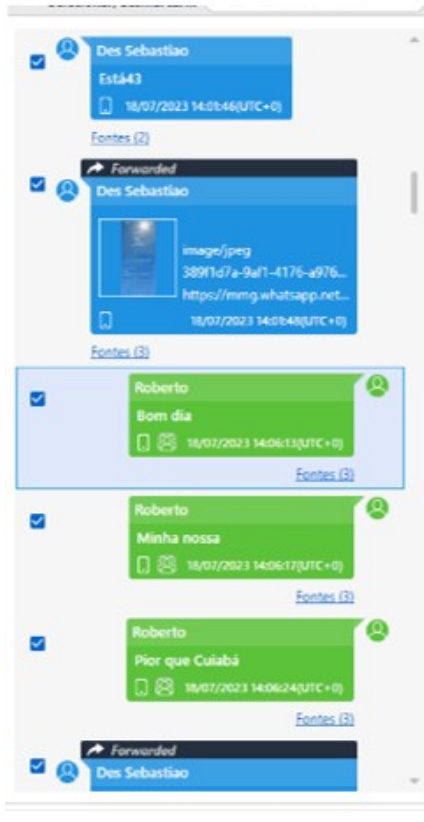 Des Sebastiao
Está43
18/07/2023 14:01:46(UTC+0)
Fontes (2)
Forwarded
Des Sebastiao
image/jpeg
389f1d7a-9af1-4176-a976...
https://mmg.whatsapp.net...
18/07/2023 14:01:48(UTC+0)
Fontes (3)
Roberto
Bom dia
18/07/2023 14:06:13(UTC+0)
Fontes (3)
Roberto
Minha nossa
18/07/2023 14:06:17(UTC+0)
Fontes (3)
Roberto
Pior que Cuiabá
18/07/2023 14:06:24(UTC+0)
Fontes (3)
Forwarded
Des Sebastiao